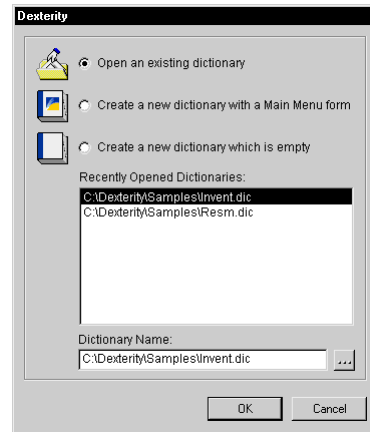 Dexterity
Open an existing dictionary
Create a new dictionary with a Main Menu form
Create a new dictionary which is empty
Recently Opened Dictionaries:
C:\Dexterity\Samples\Invent.dic
C:\Dexterity\Samples\Resm.dic
Dictionary Name:
C:\Dexterity\Samples\Invent.dic
...
OK Cancel